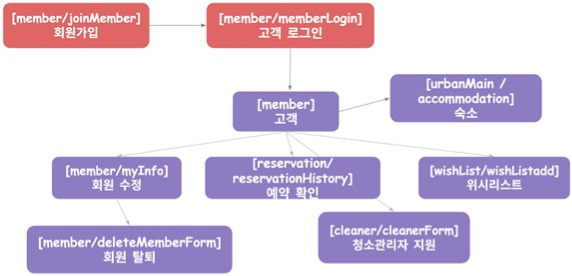 [member/joinMember]
회원가입
[member/memberLogin]
고객 로그인
[urbanMain /
accommodation]
숙소
[member]
고객
[member/myInfo]
회원 수정
[reservation/
reservationHistory]
예약 확인
[wishList/wishListadd]
위시리스트
[member/deleteMemberForm]
회원 탈퇴
[cleaner/cleanerForm]
청소관리자 지원